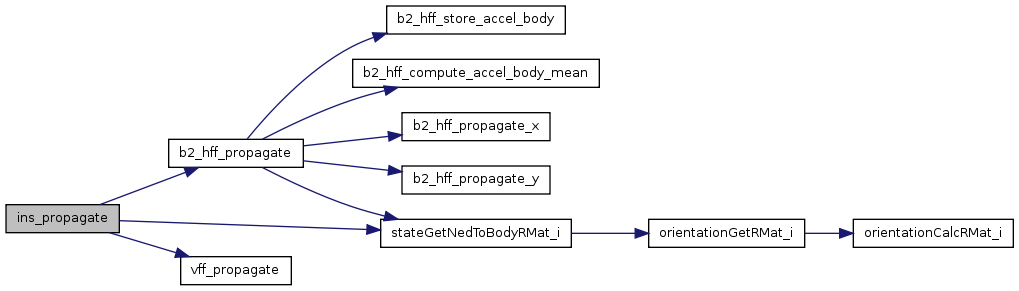 b2_hff_store_accel_body
b2_hff_compute_accel_body_mean
b2_hff_propagate_x
b2_hff_propagate
b2_hff_propagate_y
ins_propagate
stateGetNedToBodyRMat_i
orientationGetRMat_i
orientationCalcRMat_i
vff_propagate